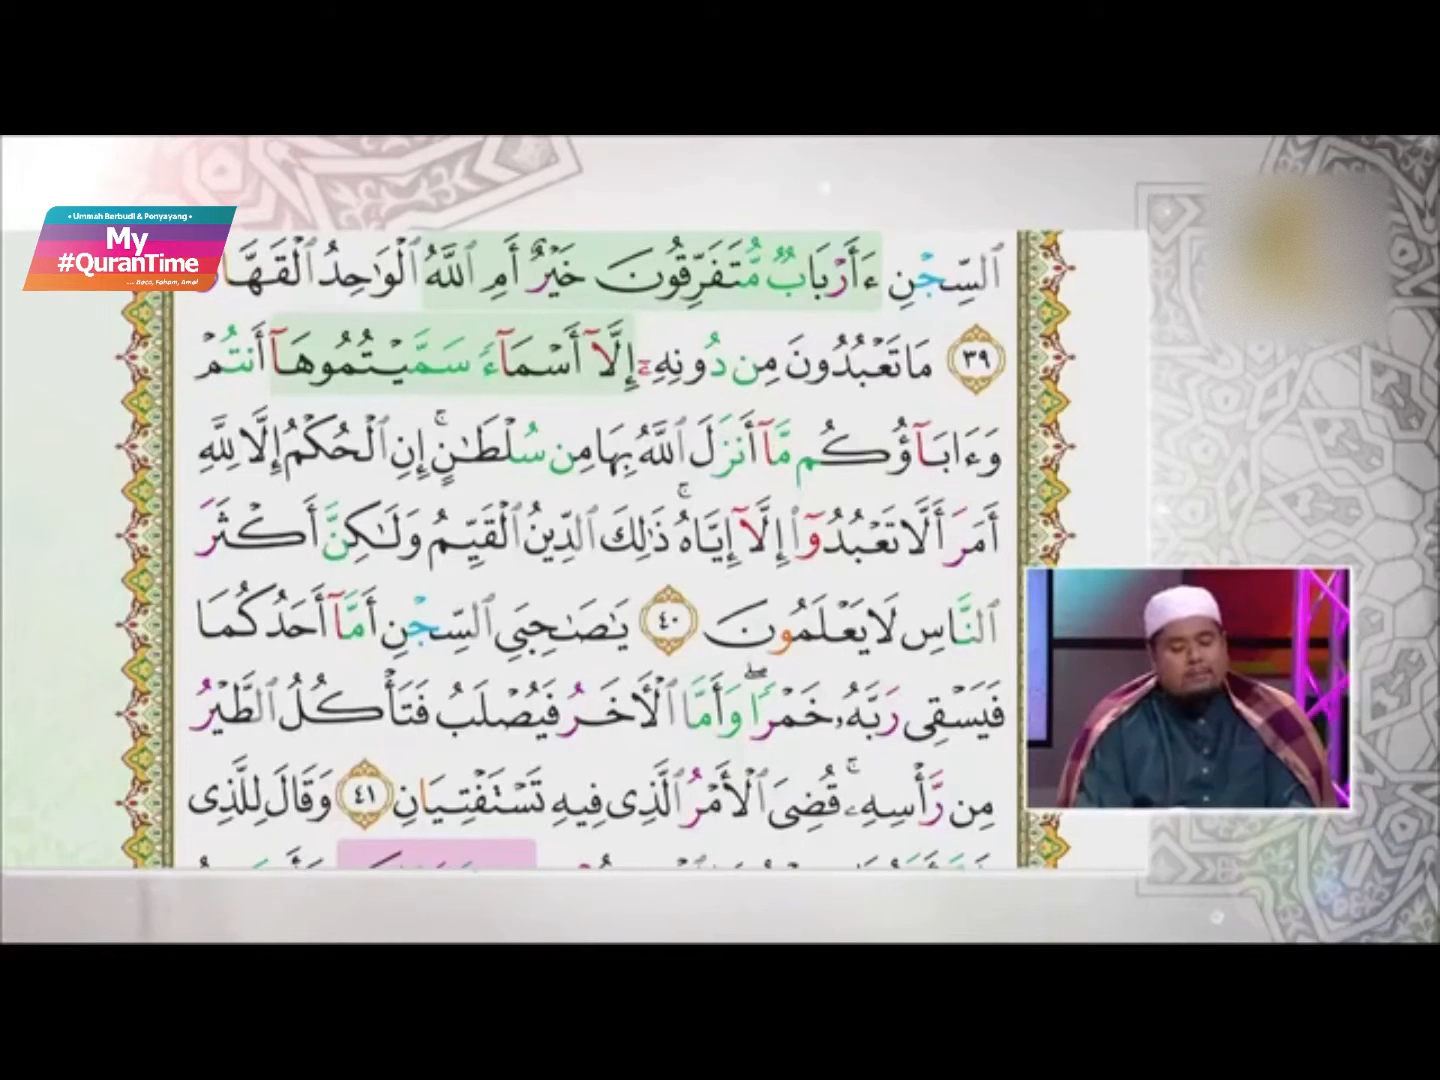 • Ummah Berbudi & Penyayang •
My
#QuranTime
.... Baca, Faham, Amal
ٱلسِّجۡنِ ءَأَرۡبَابٞ مُّتَفَرِّقُونَ خَيۡرٌ أَمِ ٱللَّهُ ٱلۡوَٰحِدُ ٱلۡقَهَّارُ
٣٩ مَا تَعۡبُدُونَ مِن دُونِهِۦٓ إِلَّآ أَسۡمَآءٗ سَمَّيۡتُمُوهَآ أَنتُمۡ
وَءَابَآؤُكُم مَّآ أَنزَلَ ٱللَّهُ بِهَا مِن سُلۡطَٰنٍۚ إِنِ ٱلۡحُكۡمُ إِلَّا لِلَّهِ
أَمَرَ أَلَّا تَعۡبُدُوٓاْ إِلَّآ إِيَّاهُۚ ذَٰلِكَ ٱلدِّينُ ٱلۡقَيِّمُ وَلَٰكِنَّ أَكۡثَرَ
ٱلنَّاسِ لَا يَعۡلَمُونَ ٤٠ يَٰصَٰحِبَيِ ٱلسِّجۡنِ أَمَّآ أَحَدُكُمَا
فَيَسۡقِي رَبَّهُۥ خَمۡرٗاۖ وَأَمَّا ٱلۡأٓخَرُ فَيُصۡلَبُ فَتَأۡكُلُ ٱلطَّيۡرُ
مِن رَّأۡسِهِۦۚ قُضِيَ ٱلۡأَمۡرُ ٱلَّذِي فِيهِ تَسۡتَفۡتِيَانِ ٤١ وَقَالَ لِلَّذِي